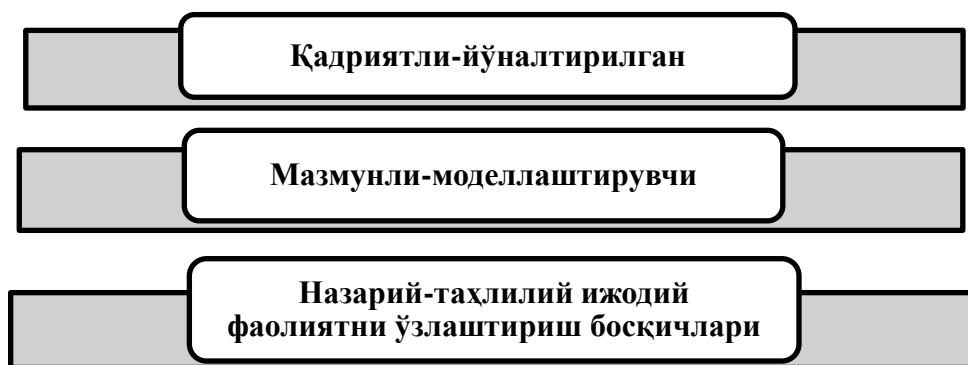 Қадриятли-йўналтирилган
Мазмунли-моделлаштирувчи
Назарий-таҳлилий ижодий
фаолиятни ўзлаштириш босқичлари